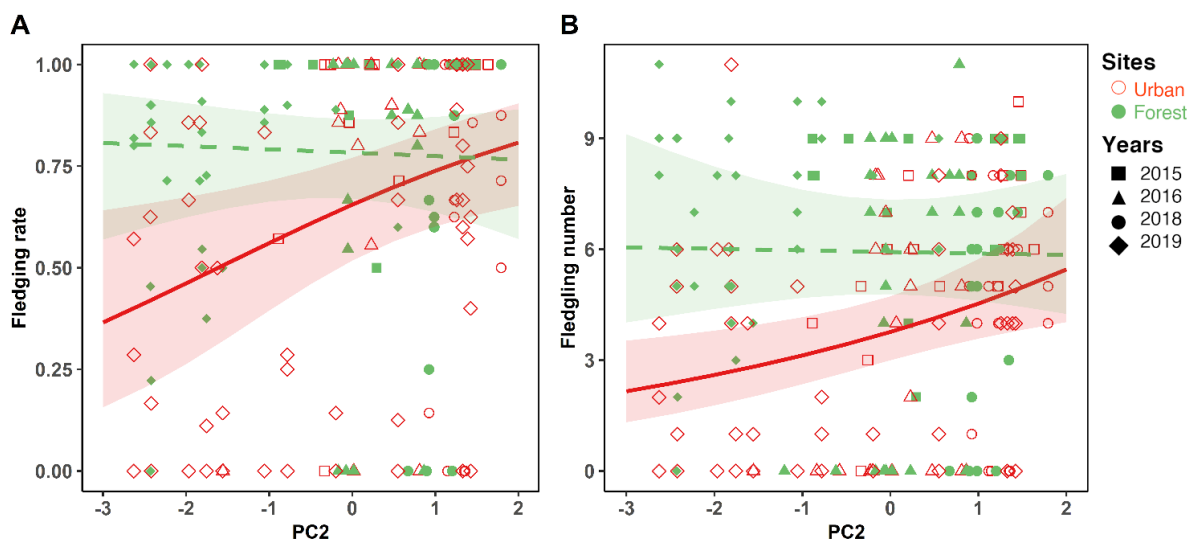 A
Fledging rate
1.00
0.75
0.50
0.25
0.00
-3 -2 -1 0 1 2
PC2
B
Fledgling number
9
6
3
0
-3 -2 -1 0 1 2
PC2
Sites
Urban
Forest
Years
2015
2016
2018
2019